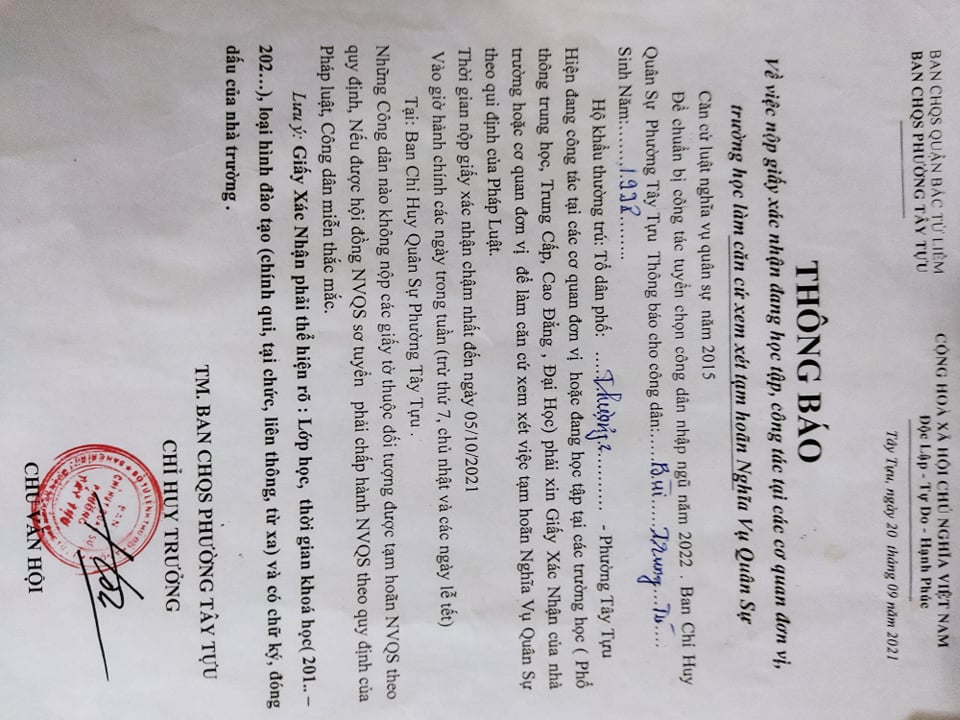 BAN CHQS QUẬN BẮC TỪ LIÊM
BAN CHQS PHƯỜNG TÂY TỰU
CỘNG HOÀ XÃ HỘI CHỦ NGHĨA VIỆT NAM
Độc Lập - Tự Do - Hạnh Phúc
Tây Tựu, ngày 20 tháng 09 năm 2021
THÔNG BÁO
Về việc nộp giấy xác nhận đang học tập, công tác tại các cơ quan đơn vị,
trường học làm căn cứ xem xét tạm hoãn Nghĩa Vụ Quân Sự
Căn cứ luật nghĩa vụ quân sự năm 2015
Để chuẩn bị công tác tuyển chọn công dân nhập ngũ năm 2022 . Ban Chỉ Huy
Quân Sự Phường Tây Tựu Thông báo cho công dân:.....Bùi.....Trung...Tú....
Sinh Năm:......1998........
Hộ khẩu thường trú: Tổ dân phố: .....Thượng 2.......... - Phường Tây Tựu
Hiện đang công tác tại các cơ quan đơn vị hoặc đang học tập tại các trường học ( Phổ
thông trung học, Trung Cấp, Cao Đẳng , Đại Học) phải xin Giấy Xác Nhận của nhà
trường hoặc cơ quan đơn vị để làm căn cứ xem xét việc tạm hoãn Nghĩa Vụ Quân Sự
theo qui định của Pháp Luật.
Thời gian nộp giấy xác nhận chậm nhất đến ngày 05/10/2021
Vào giờ hành chính các ngày trong tuần (trừ thứ 7, chủ nhật và các ngày lễ tết)
Tại: Ban Chỉ Huy Quân Sự Phường Tây Tựu .
Những Công dân nào không nộp các giấy tờ thuộc đối tượng được tạm hoãn NVQS theo
quy định, Nếu được hội đồng NVQS sơ tuyển phải chấp hành NVQS theo quy định của
Pháp luật, Công dân miễn thắc mắc.
Lưu ý: Giấy Xác Nhận phải thể hiện rõ : Lớp học, thời gian khoá học( 201.. –
202…), loại hình đào tạo (chính qui, tại chức, liên thông, từ xa) và có chữ ký, đóng
dấu của nhà trường .
TM. BAN CHQS PHƯỜNG TÂY TỰU
CHỈ HUY TRƯỞNG
BAN
CHỈ HUY QUÂN SỰ
PHƯỜNG
TÂY TỰU
CHU VĂN HỘI